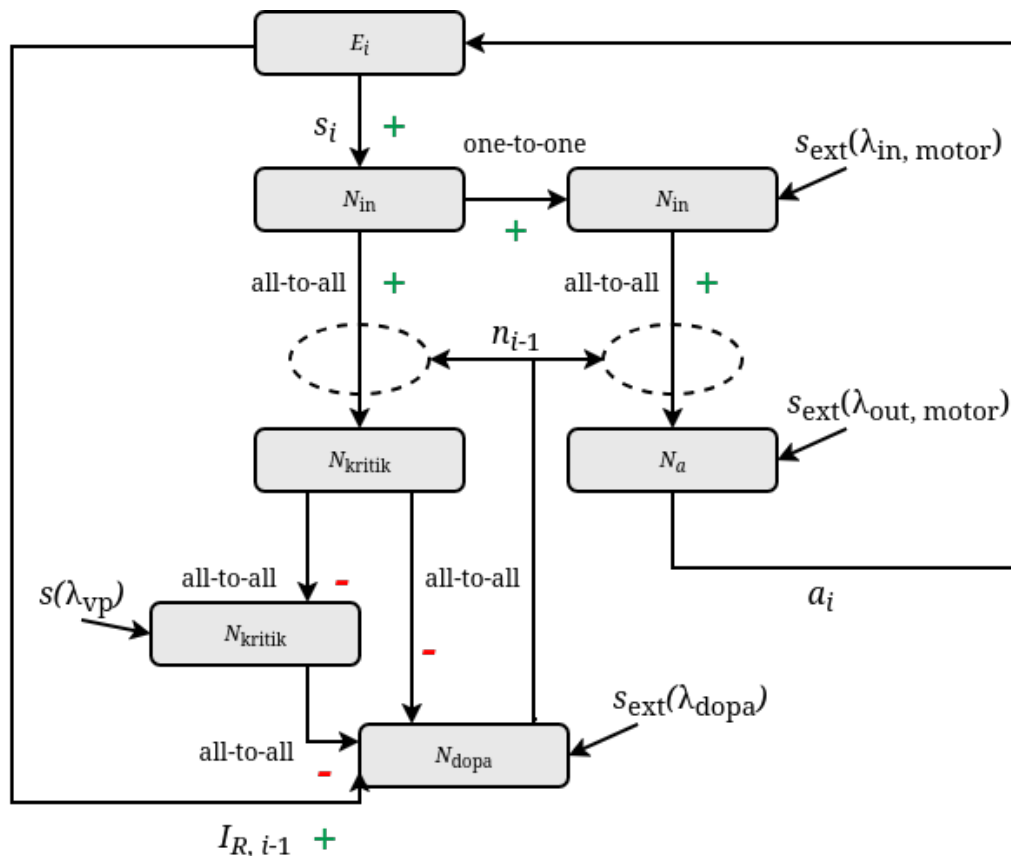 E_i
s_i +
one-to-one
s_ext(λ_in, motor)
N_in
N_in
+
all-to-all +
all-to-all +
n_i-1
s_ext(λ_out, motor)
N_kritik
N_a
all-to-all -
all-to-all
a_i
s(λ_vp)
N_kritik
-
s_ext(λ_dopa)
all-to-all
-
N_dopa
I_R, i-1 +